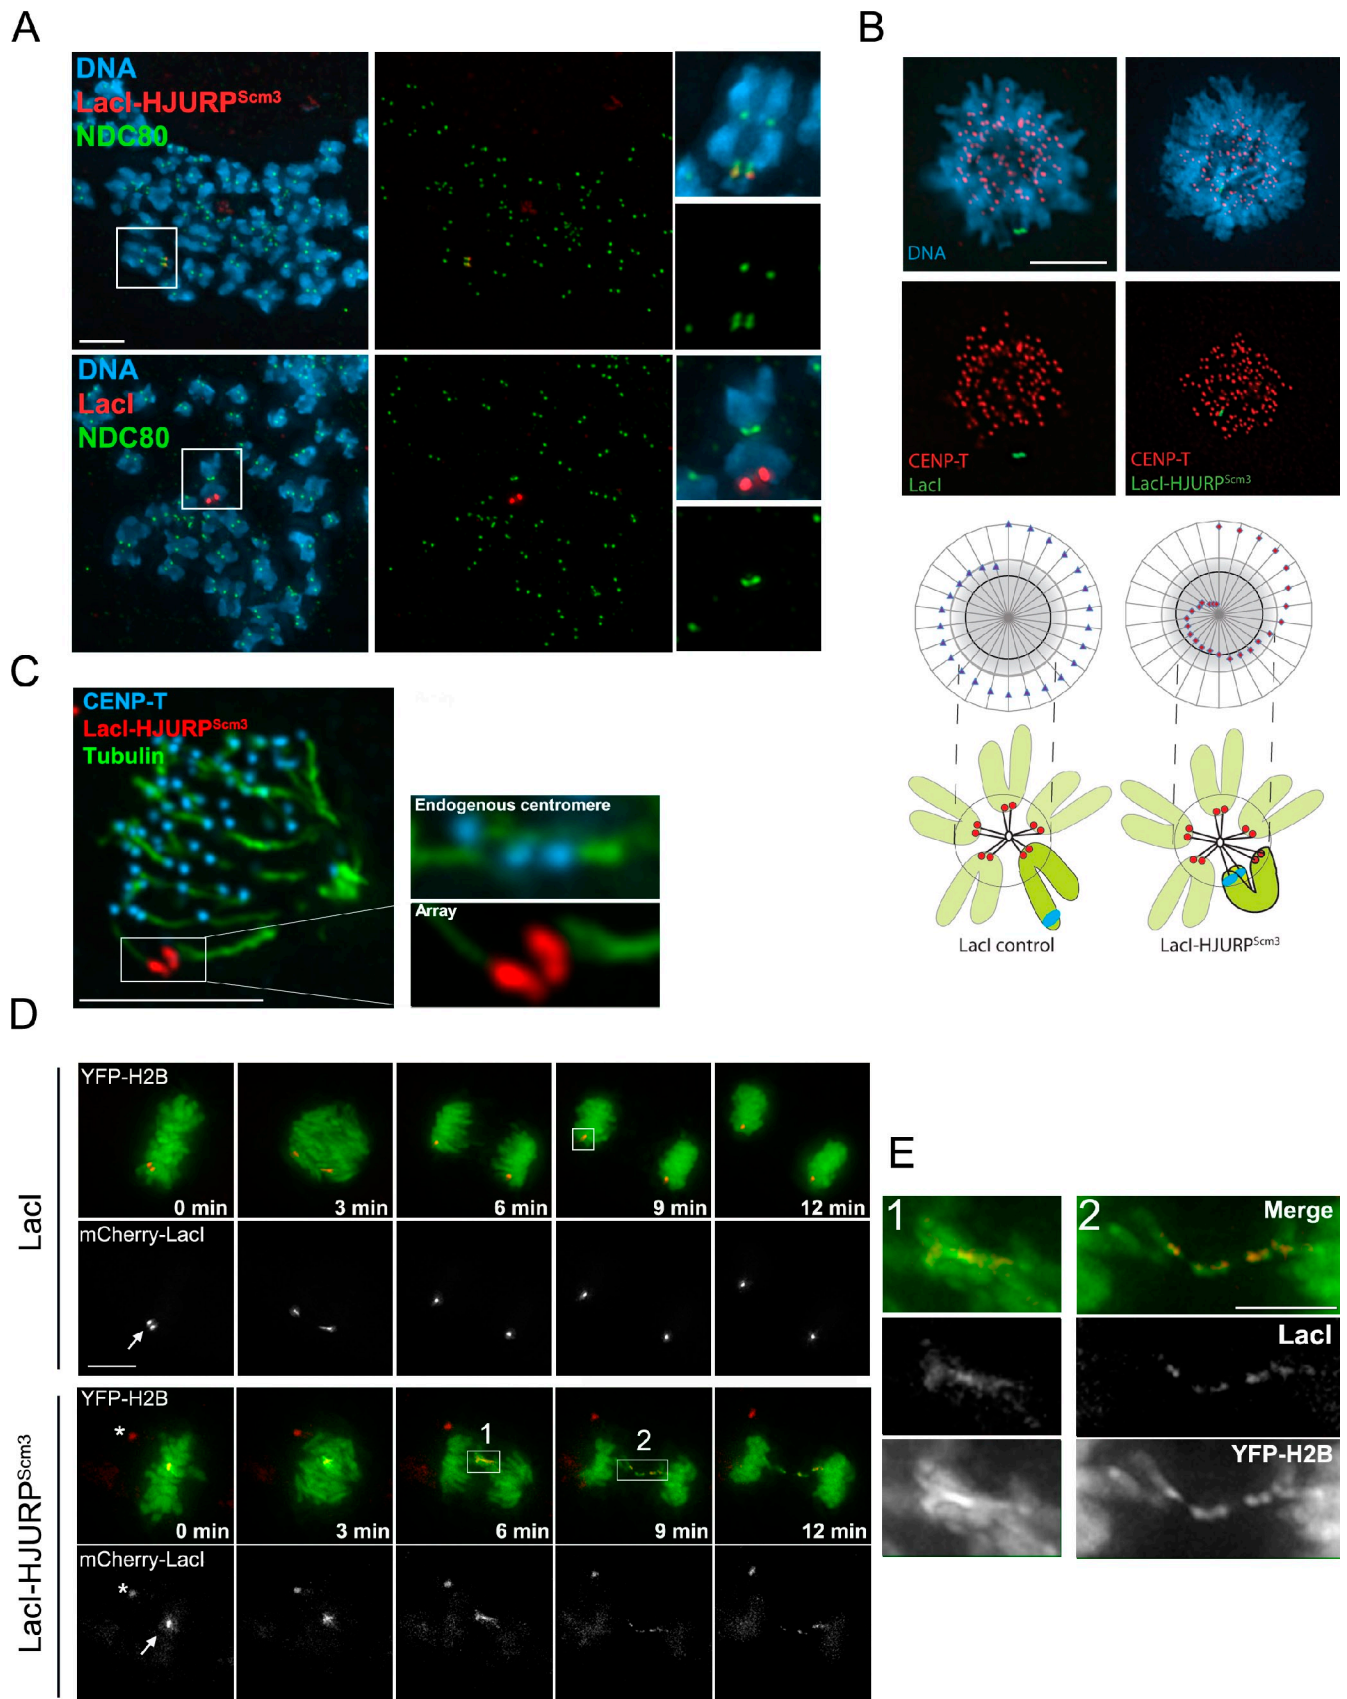 A
DNA
LacI-HJURPScm3
NDC80
DNA
LacI
NDC80
B
DNA
CENP-T
LacI
CENP-T
LacI-HJURPScm3
LacI control
LacI-HJURPScm3
C
CENP-T
LacI-HJURPScm3
Tubulin
Endogenous centromere
Array
D
LacI
YFP-H2B
0 min
3 min
6 min
9 min
12 min
mCherry-LacI
LacI-HJURPScm3
YFP-H2B
*
1
2
0 min
3 min
6 min
9 min
12 min
mCherry-LacI
*
E
1
2
Merge
LacI
YFP-H2B